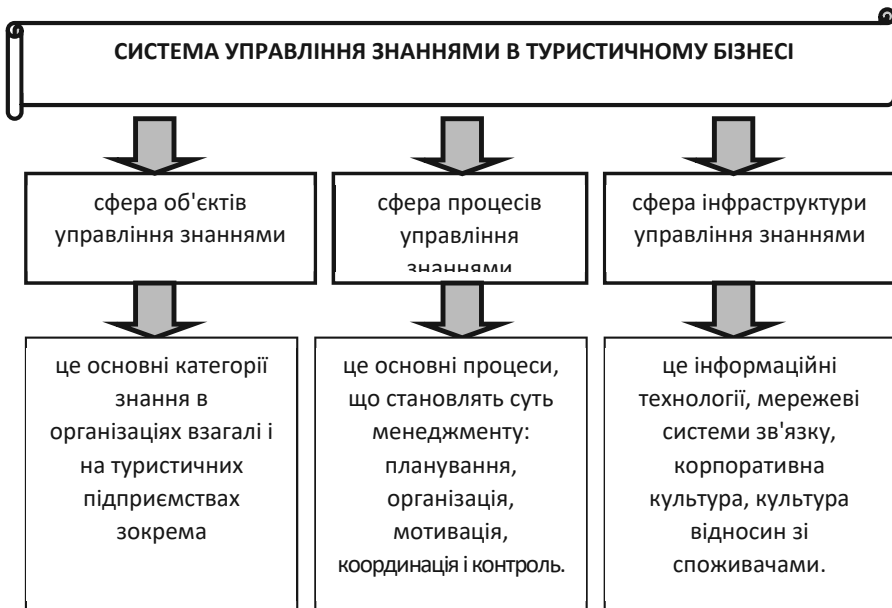 СИСТЕМА УПРАВЛІННЯ ЗНАННЯМИ В ТУРИСТИЧНОМУ БІЗНЕСІ
сфера об'єктів
управління знаннями
сфера процесів
управління
знаннями
сфера інфраструктури
управління знаннями
це основні категорії
знання в
організаціях взагалі і
на туристичних
підприємствах
зокрема
це основні процеси,
що становлять суть
менеджменту:
планування,
організація,
мотивація,
координація і контроль.
це інформаційні
технології, мережеві
системи зв'язку,
корпоративна
культура, культура
відносин зі
споживачами.